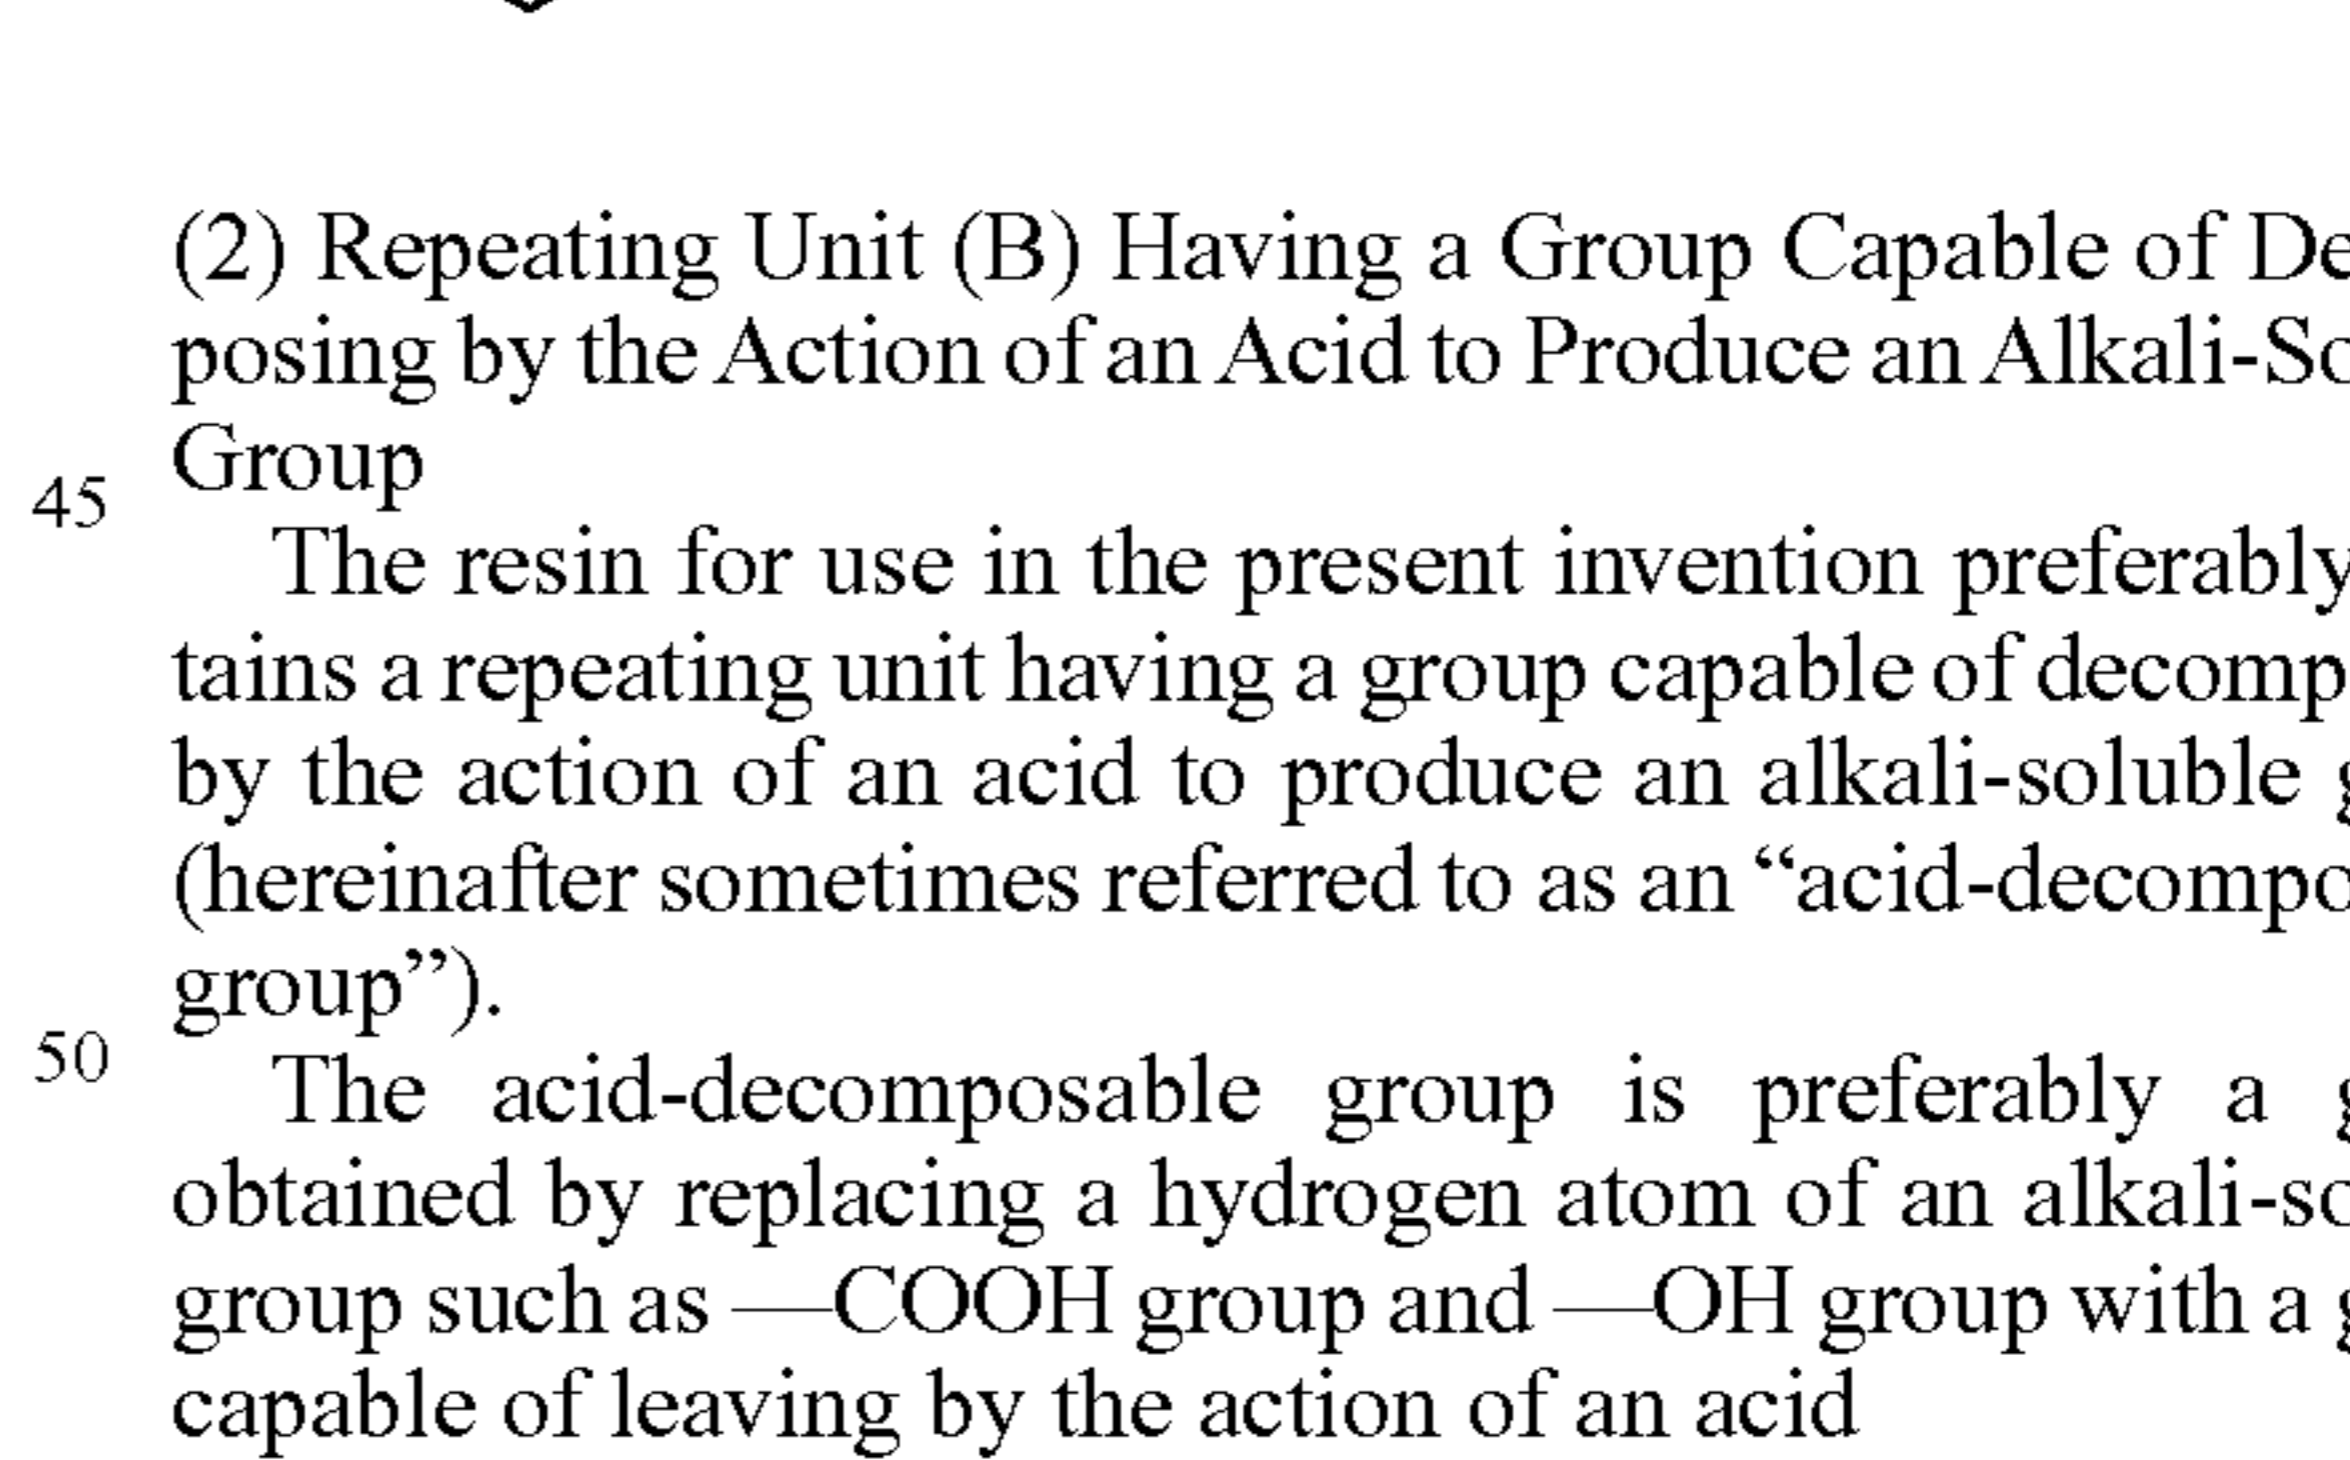 (2) Repeating Unit (B) Having a Group Capable of De
posing by the Action of an Acid to Produce an Alkali-So
Group
45
The resin for use in the present invention preferably
tains a repeating unit having a group capable of decomp
by the action of an acid to produce an alkali-soluble
(hereinafter sometimes referred to as an “acid-decompo
group”).
50
The acid-decomposable group is preferably a
obtained by replacing a hydrogen atom of an alkali-so
group such as —COOH group and —OH group with a
capable of leaving by the action of an acid